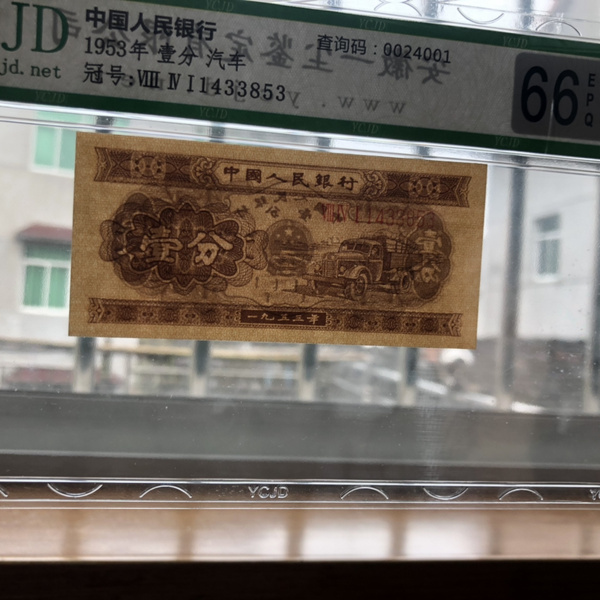 JD
中国人民银行
1953年 壹分 汽车
查询码：0024001
jd.net
冠号:Ⅷ Ⅳ Ⅰ 1433853
66
EPQ
中國人民銀行
壹分
壹分
一九五三年
YCJD